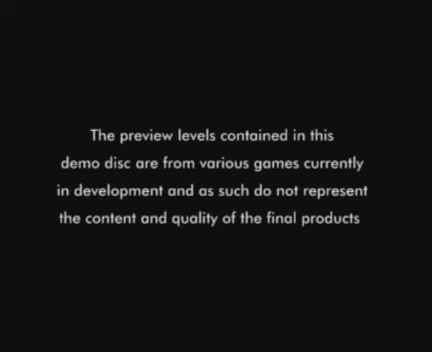 The preview levels contained in this
demo disc are from various games currently
in development and as such do not represent
the content and quality of the final products